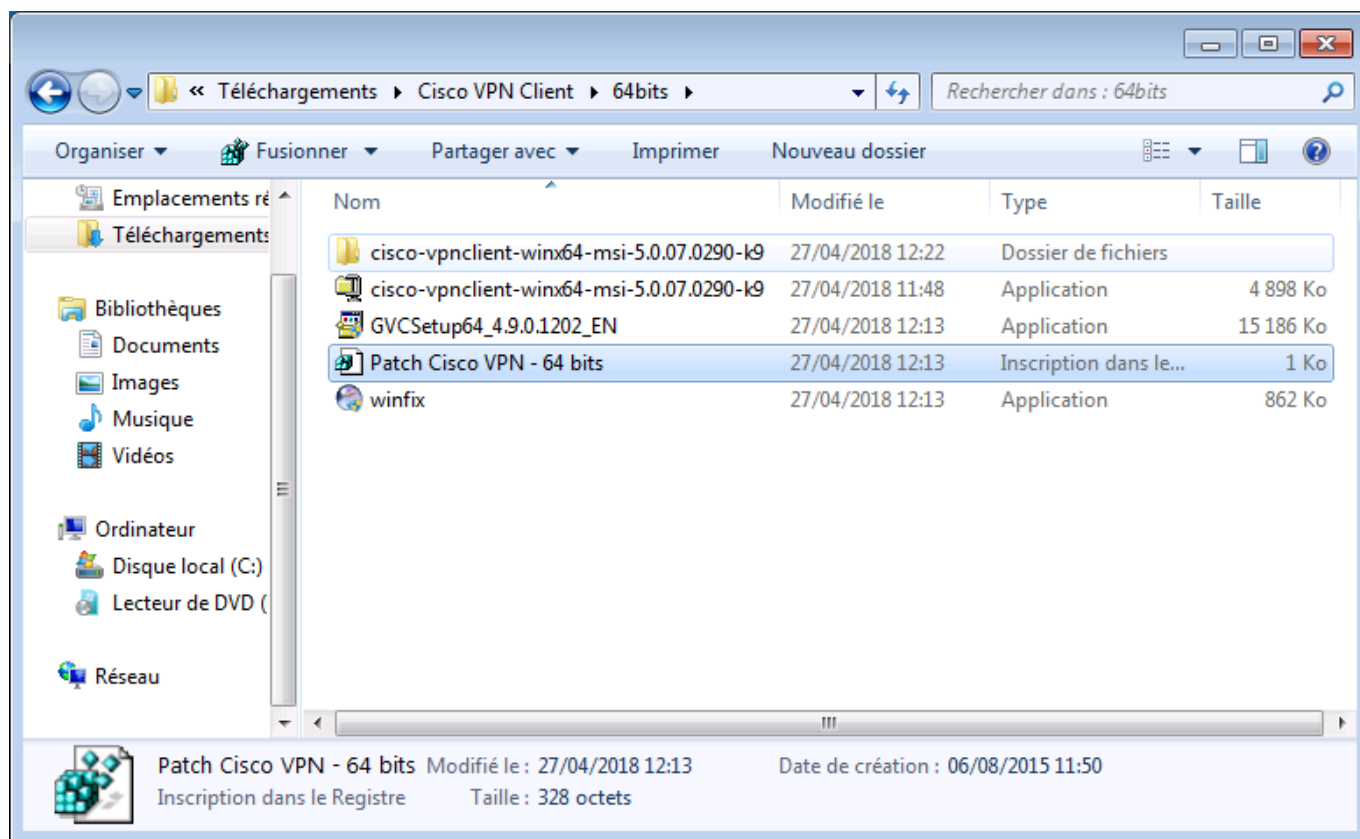 « Téléchargements ▸ Cisco VPN Client ▸ 64bits ▸ Rechercher dans : 64bits
Organiser Fusionner Partager avec Imprimer Nouveau dossier
Emplacements ré
Téléchargements
Bibliothèques
Documents
Images
Musique
Vidéos
Ordinateur
Disque local (C:)
Lecteur de DVD (
Réseau
Nom Modifié le Type Taille
cisco-vpnclient-winx64-msi-5.0.07.0290-k9 27/04/2018 12:22 Dossier de fichiers
cisco-vpnclient-winx64-msi-5.0.07.0290-k9 27/04/2018 11:48 Application 4 898 Ko
GVCSetup64_4.9.0.1202_EN 27/04/2018 12:13 Application 15 186 Ko
Patch Cisco VPN - 64 bits 27/04/2018 12:13 Inscription dans le... 1 Ko
winfix 27/04/2018 12:13 Application 862 Ko
Patch Cisco VPN - 64 bits Modifié le : 27/04/2018 12:13 Date de création : 06/08/2015 11:50
Inscription dans le Registre Taille : 328 octets